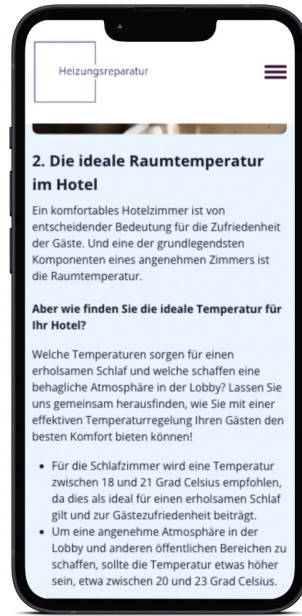 Heizungsreparatur
2. Die ideale Raumtemperatur
im Hotel
Ein komfortables Hotelzimmer ist von
entscheidender Bedeutung für die Zufriedenheit
der Gäste. Und eine der grundlegendsten
Komponenten eines angenehmen Zimmers ist
die Raumtemperatur.
Aber wie finden Sie die ideale Temperatur für
Ihr Hotel?
Welche Temperaturen sorgen für einen
erholsamen Schlaf und welche schaffen eine
behagliche Atmosphäre in der Lobby? Lassen Sie
uns gemeinsam herausfinden, wie Sie mit einer
effektiven Temperaturregelung Ihren Gästen den
besten Komfort bieten können!
• Für die Schlafzimmer wird eine Temperatur
zwischen 18 und 21 Grad Celsius empfohlen,
da dies als ideal für einen erholsamen Schlaf
gilt und zur Gästezufriedenheit beiträgt.
• Um eine angenehme Atmosphäre in der
Lobby und anderen öffentlichen Bereichen zu
schaffen, sollte die Temperatur etwas höher
sein, etwa zwischen 20 und 23 Grad Celsius.